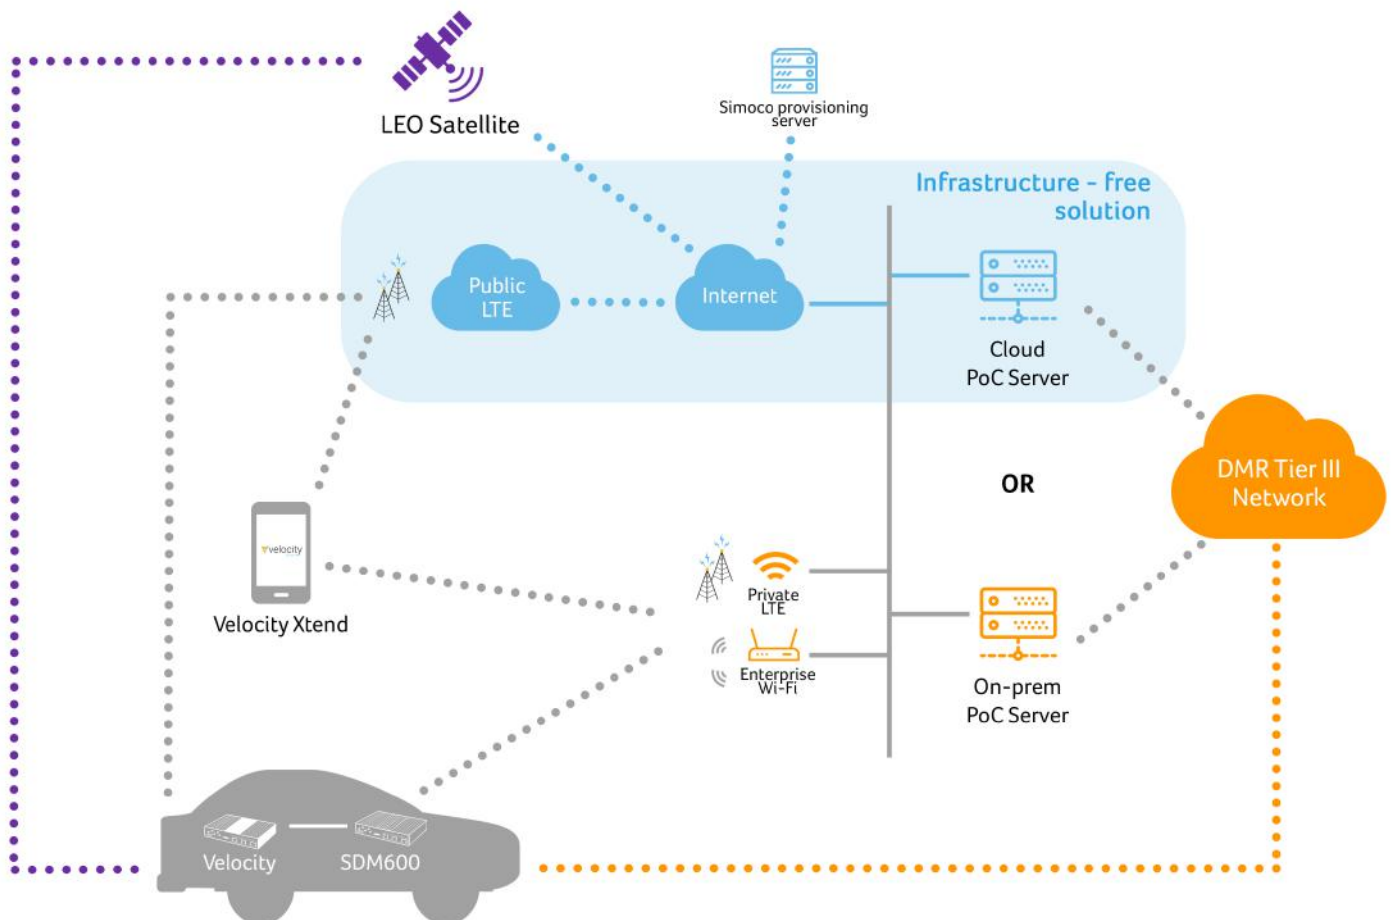 LEO Satellite
Simoco provisioning
server
Infrastructure - free
solution
Public
LTE
Internet
Cloud
PoC Server
DMR Tier III
Network
OR
velocity
Velocity Xtend
Private
LTE
Enterprise
Wi-Fi
On-prem
PoC Server
Velocity
SDM600